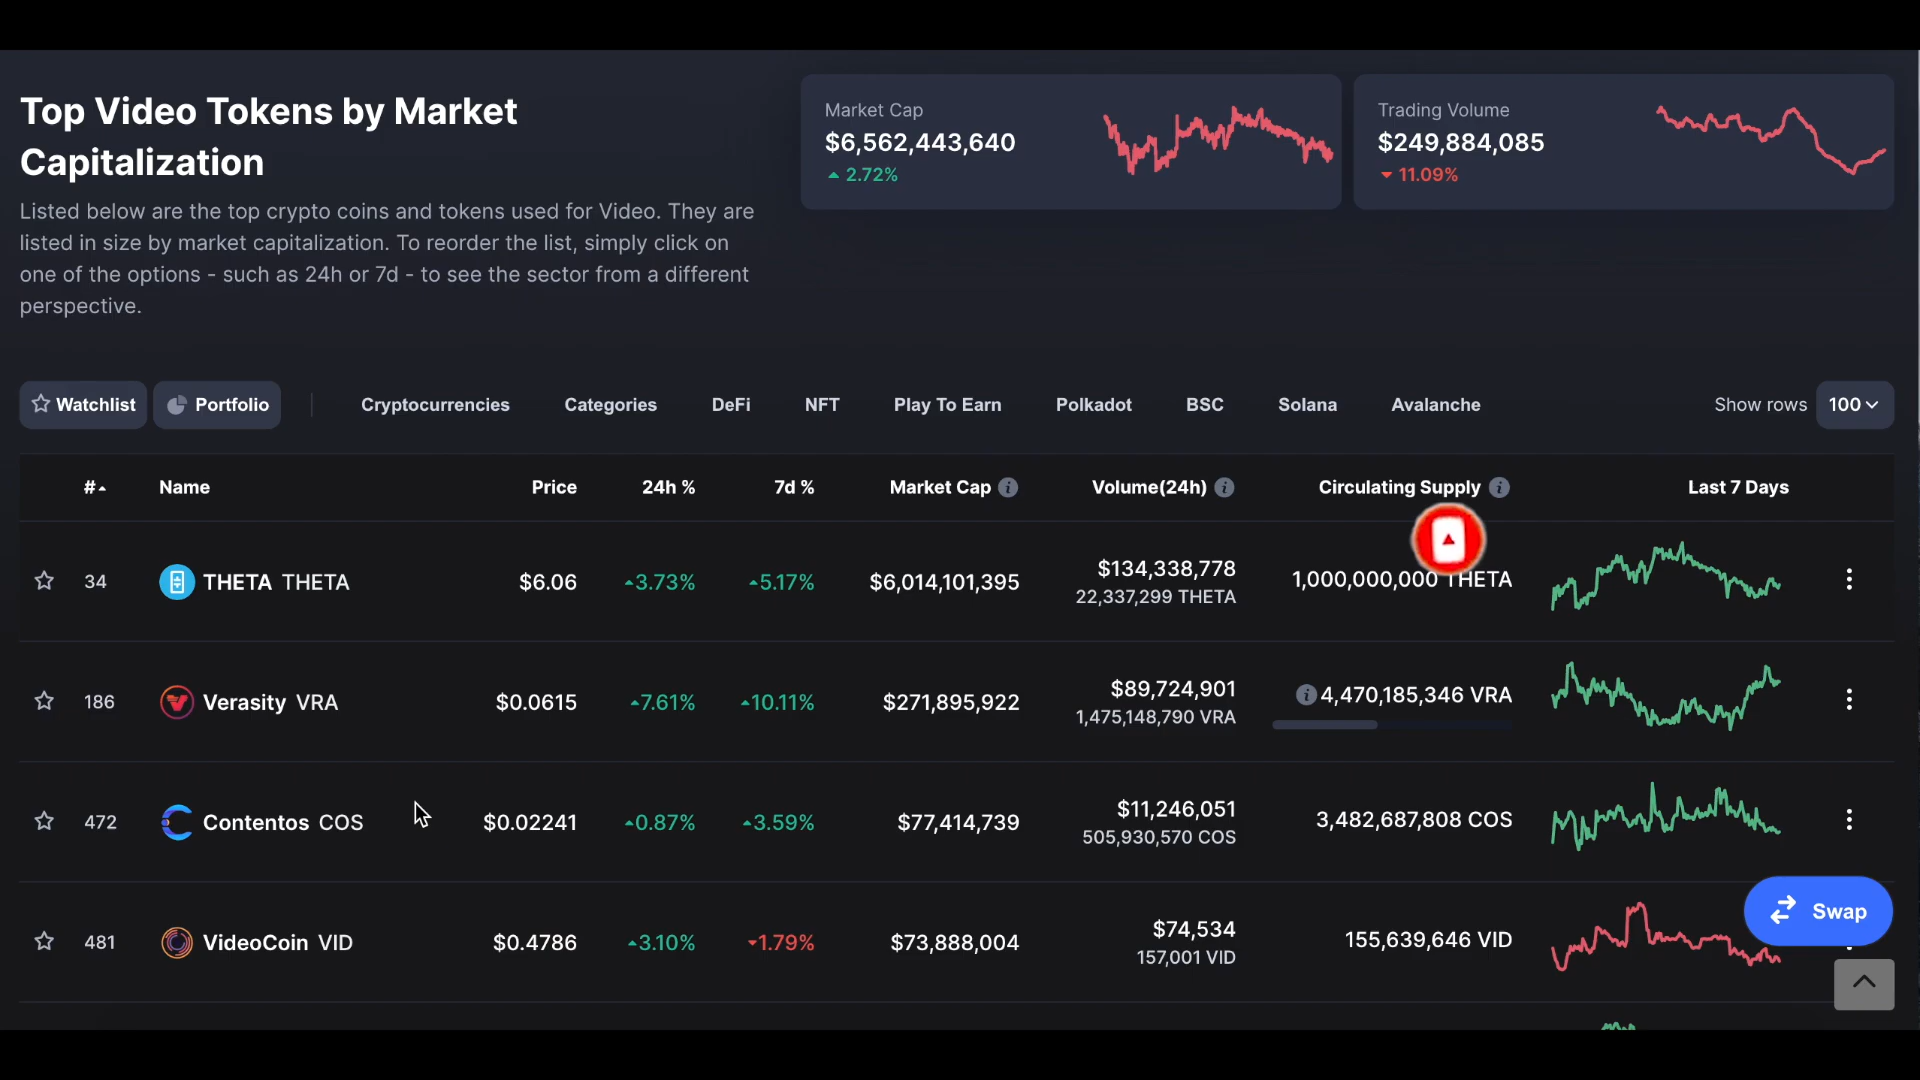 Top Video Tokens by Market
Capitalization
Listed below are the top crypto coins and tokens used for Video. They are
listed in size by market capitalization. To reorder the list, simply click on
one of the options - such as 24h or 7d - to see the sector from a different
perspective.
Market Cap
$6,562,443,640
2.72%
Trading Volume
$249,884,085
11.09%
Watchlist Portfolio Cryptocurrencies Categories DeFi NFT Play To Earn Polkadot BSC Solana Avalanche Show rows 100
# Name Price 24h % 7d % Market Cap Volume(24h) Circulating Supply Last 7 Days
34 THETA THETA $6.06 3.73% 5.17% $6,014,101,395 $134,338,778 1,000,000,000 THETA
22,337,299 THETA
186 Verasity VRA $0.0615 7.61% 10.11% $271,895,922 $89,724,901 4,470,185,346 VRA
1,475,148,790 VRA
472 Contentos COS $0.02241 0.87% 3.59% $77,414,739 $11,246,051 3,482,687,808 COS
505,930,570 COS
481 VideoCoin VID $0.4786 3.10% 1.79% $73,888,004 $74,534 155,639,646 VID
157,001 VID
Swap